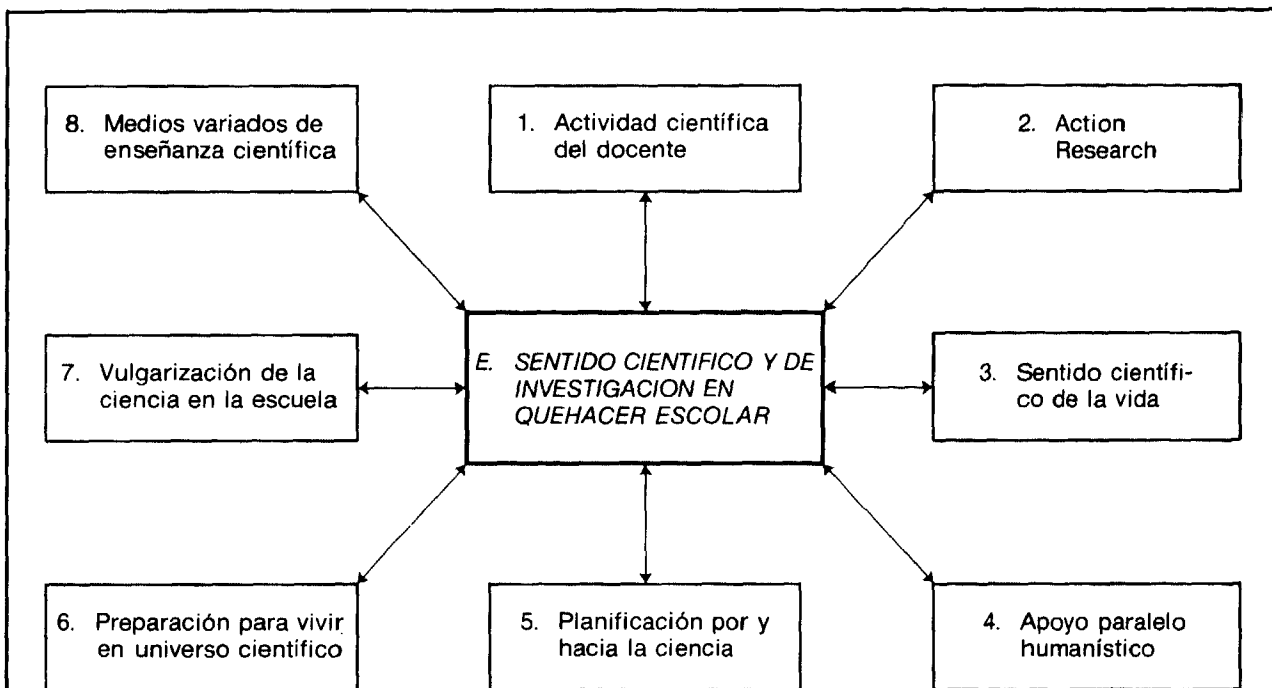 8. Medios variados de
enseñanza científica
1. Actividad científica
del docente
2. Action
Research
7. Vulgarización de la
ciencia en la escuela
E. SENTIDO CIENTIFICO Y DE
INVESTIGACION EN
QUEHACER ESCOLAR
3. Sentido científi-
co de la vida
6. Preparación para vivir
en universo científico
5. Planificación por y
hacia la ciencia
4. Apoyo paralelo
humanístico